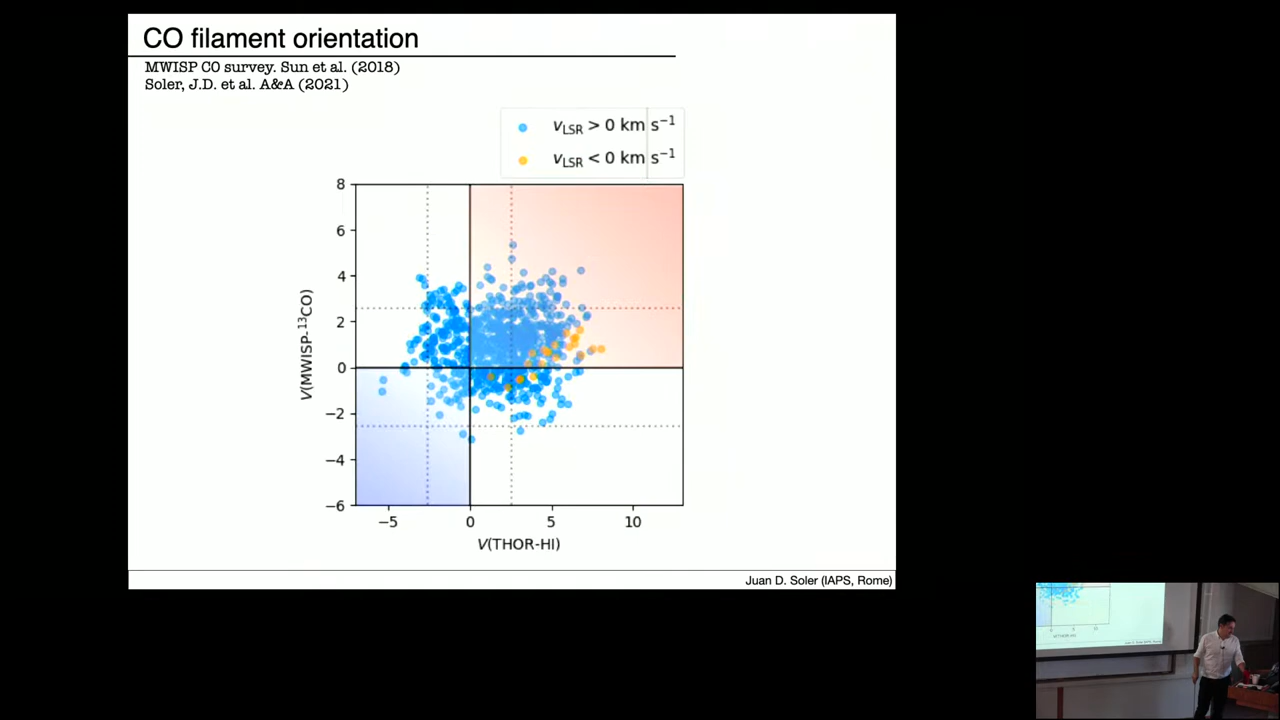 CO filament orientation
MWISP CO survey. Sun et al. (2018)
Soler, J.D. et al. A&A (2021)
v_LSR > 0 km s⁻¹
v_LSR < 0 km s⁻¹
8
6
4
2
0
−2
−4
−6
V(MWISP-¹³CO)
−5 0 5 10
V(THOR-HI)
Juan D. Soler (IAPS, Rome)